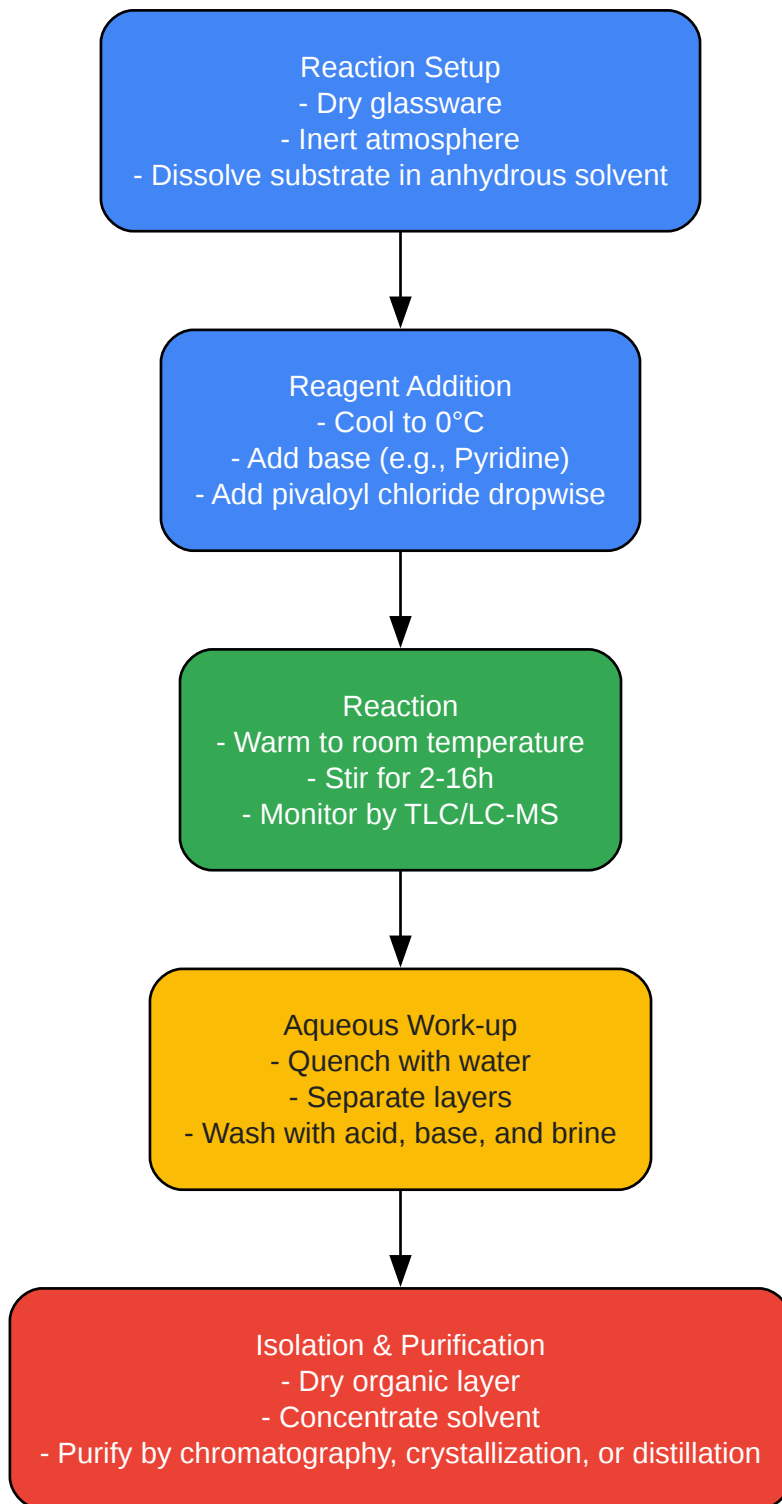 Reaction Setup
- Dry glassware
- Inert atmosphere
- Dissolve substrate in anhydrous solvent
Reagent Addition
- Cool to 0°C
- Add base (e.g., Pyridine)
- Add pivaloyl chloride dropwise
Reaction
- Warm to room temperature
- Stir for 2-16h
- Monitor by TLC/LC-MS
Aqueous Work-up
- Quench with water
- Separate layers
- Wash with acid, base, and brine
Isolation & Purification
- Dry organic layer
- Concentrate solvent
- Purify by chromatography, crystallization, or distillation